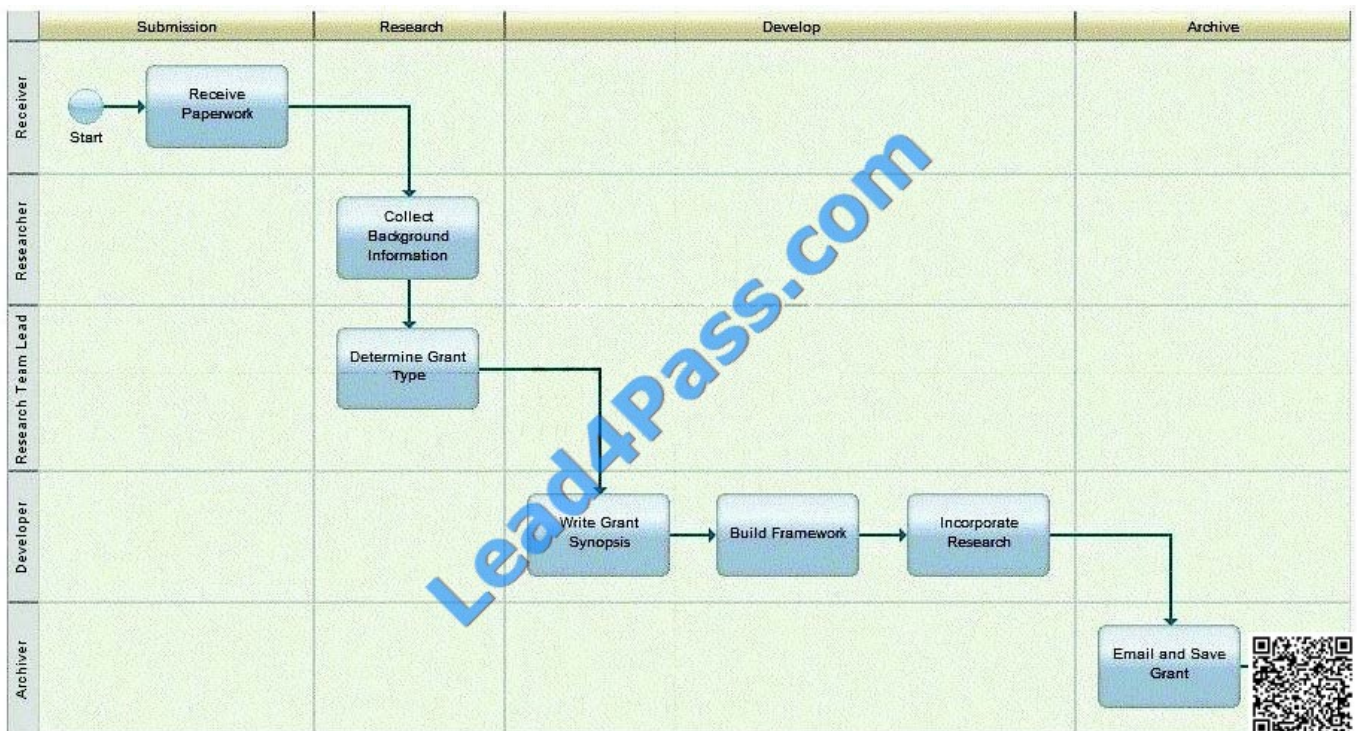 Submission
Research
Develop
Archive
Receiver
Start
Receive
Paperwork
Researcher
Collect
Background
Information
Research Team Lead
Determine Grant
Type
Developer
Write Grant
Synopsis
Build Framework
Incorporate
Research
Archiver
Email and Save
Grant
Lead4Pass.com